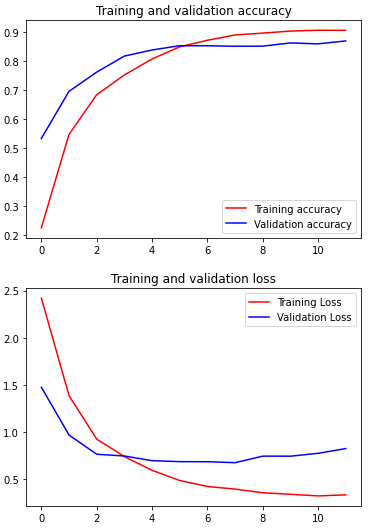 Training and validation accuracy
0.9
0.8
0.7
0.6
0.5
0.4
0.3
0.2
Training accuracy
Validation accuracy
0 2 4 6 8 10
Training and validation loss
2.5
2.0
1.5
1.0
0.5
Training Loss
Validation Loss
0 2 4 6 8 10